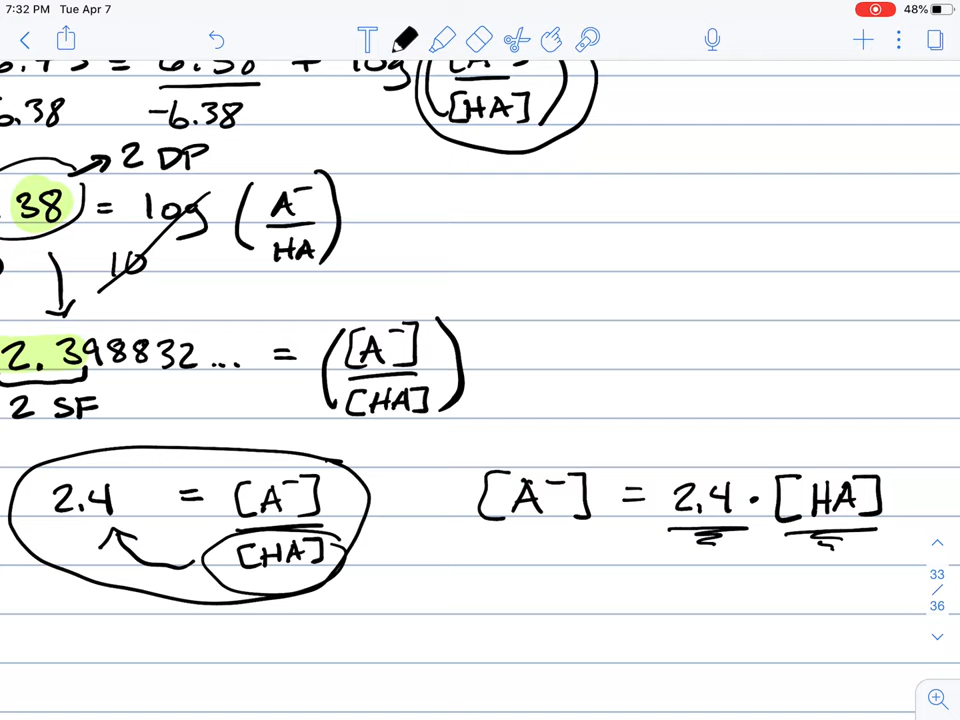 7:32 PM Tue Apr 7 48%
T
= 6.38 + log [A⁻]
6.38 -6.38 [HA]
2 DP
.38 = log (A⁻/HA)
10
2.398832... = ([A⁻]/[HA])
2 SF
2.4 = [A⁻]/[HA] [A⁻] = 2.4 · [HA]
33
/
36